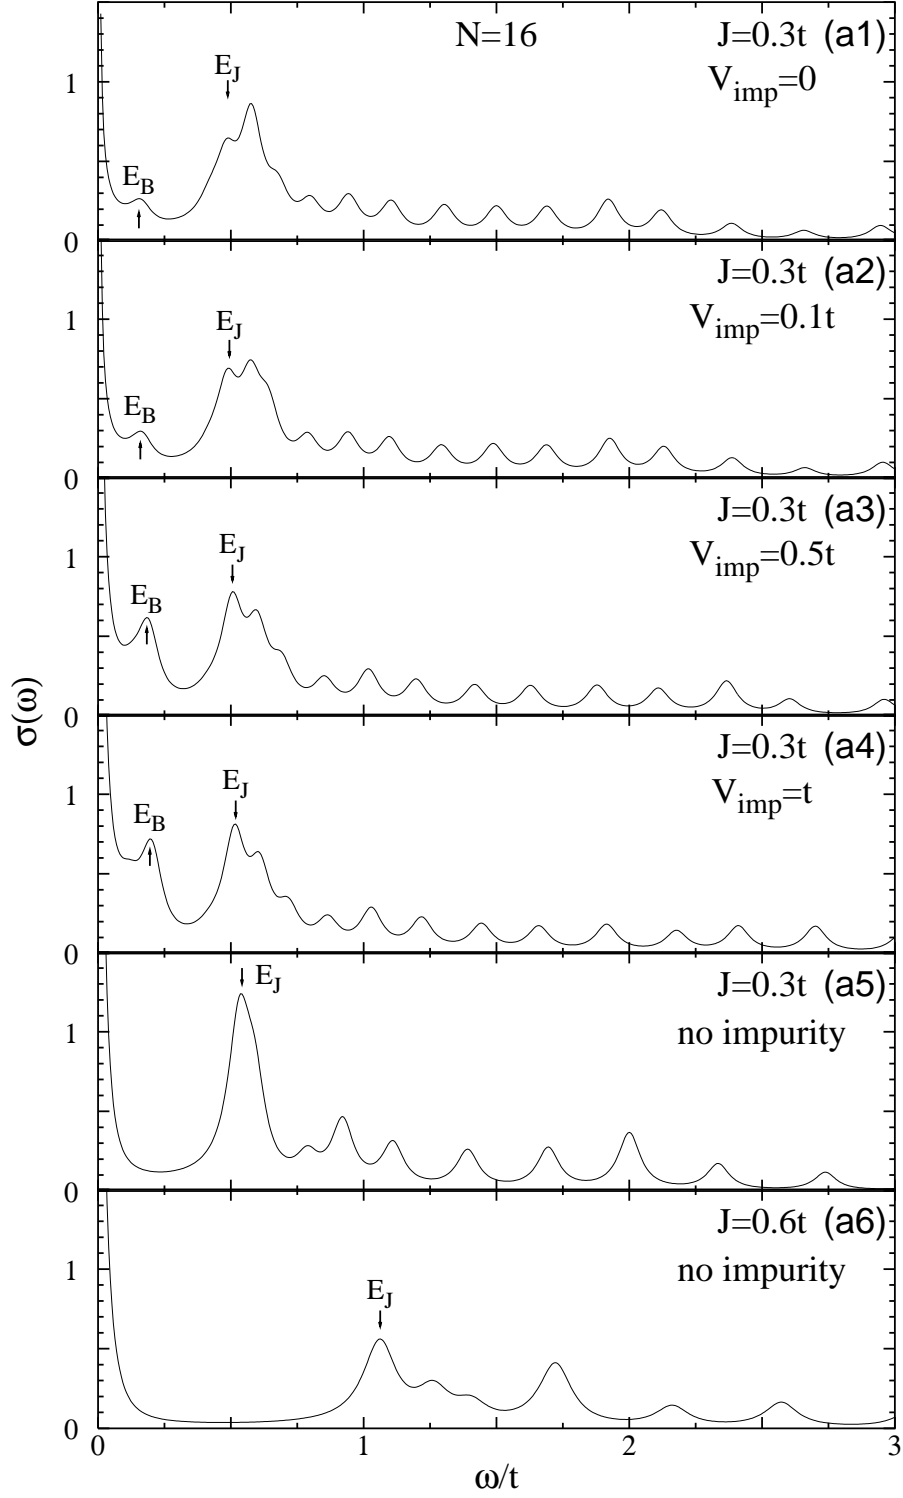 N=16
J=0.3t (a1)
V_imp=0
E_J
E_B
1
0
J=0.3t (a2)
V_imp=0.1t
E_J
E_B
1
0
J=0.3t (a3)
V_imp=0.5t
E_J
E_B
1
0
σ(ω)
J=0.3t (a4)
V_imp=t
E_J
E_B
1
0
J=0.3t (a5)
no impurity
E_J
1
0
J=0.6t (a6)
no impurity
E_J
1
0
0 1 2 3
ω/t